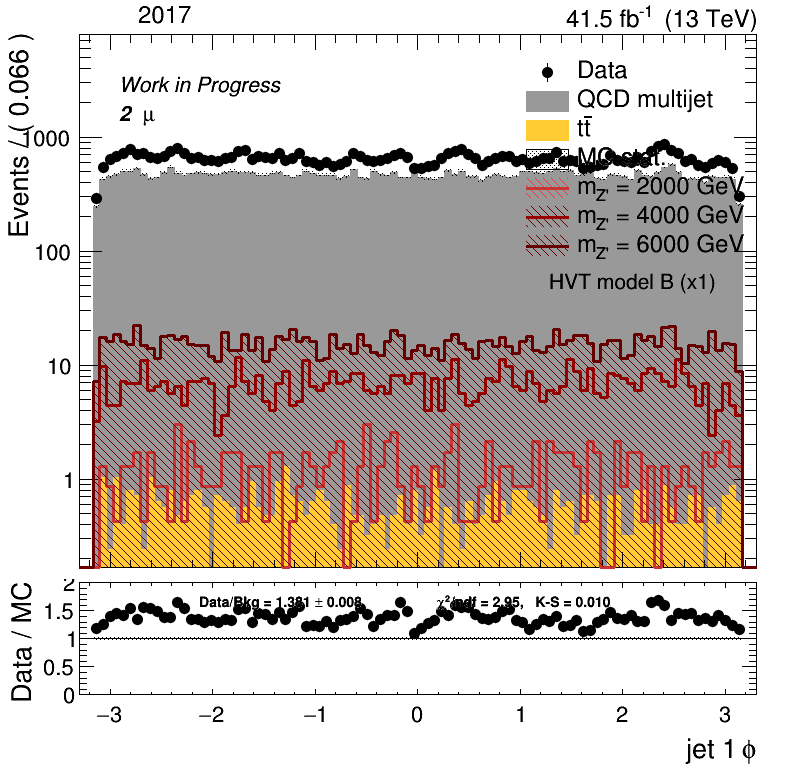 2017 41.5 fb⁻¹ (13 TeV)
Events / ( 0.066 )
Work in Progress
2 μ
Data
QCD multijet
tt̄
MC stat.
m_Z' = 2000 GeV
m_Z' = 4000 GeV
m_Z' = 6000 GeV
HVT model B (x1)
1000
100
10
1
Data / MC
2
1.5
1
0.5
0
Data/Bkg = 1.381 ± 0.008
χ²/ndf = 2.95, K-S = 0.010
−3 −2 −1 0 1 2 3
jet 1 ϕ